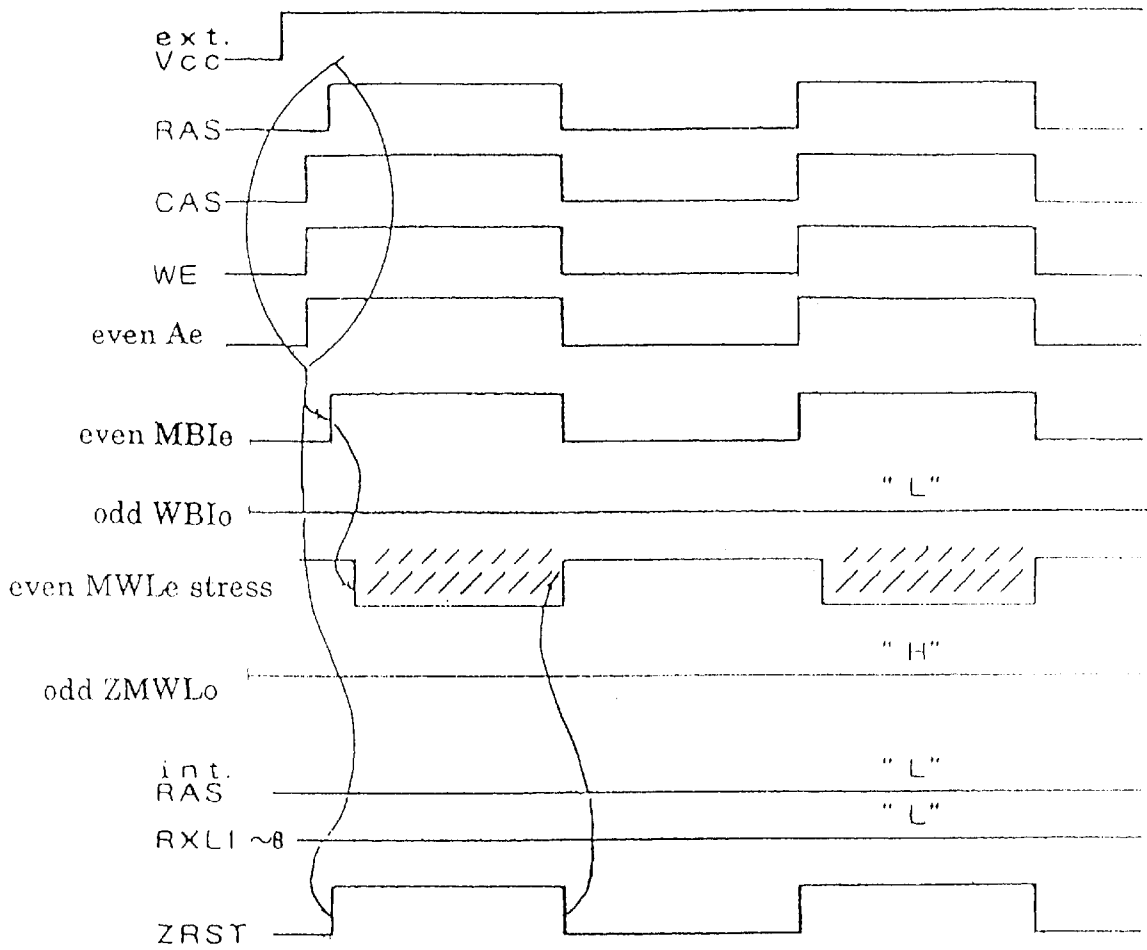 ext.
Vcc
RAS
CAS
WE
even Ae
even MBIe
"L"
odd WBIo
even MWLe stress
"H"
odd ZMWLo
int.
"L"
RAS
"L"
RXL1 ~8
ZRST